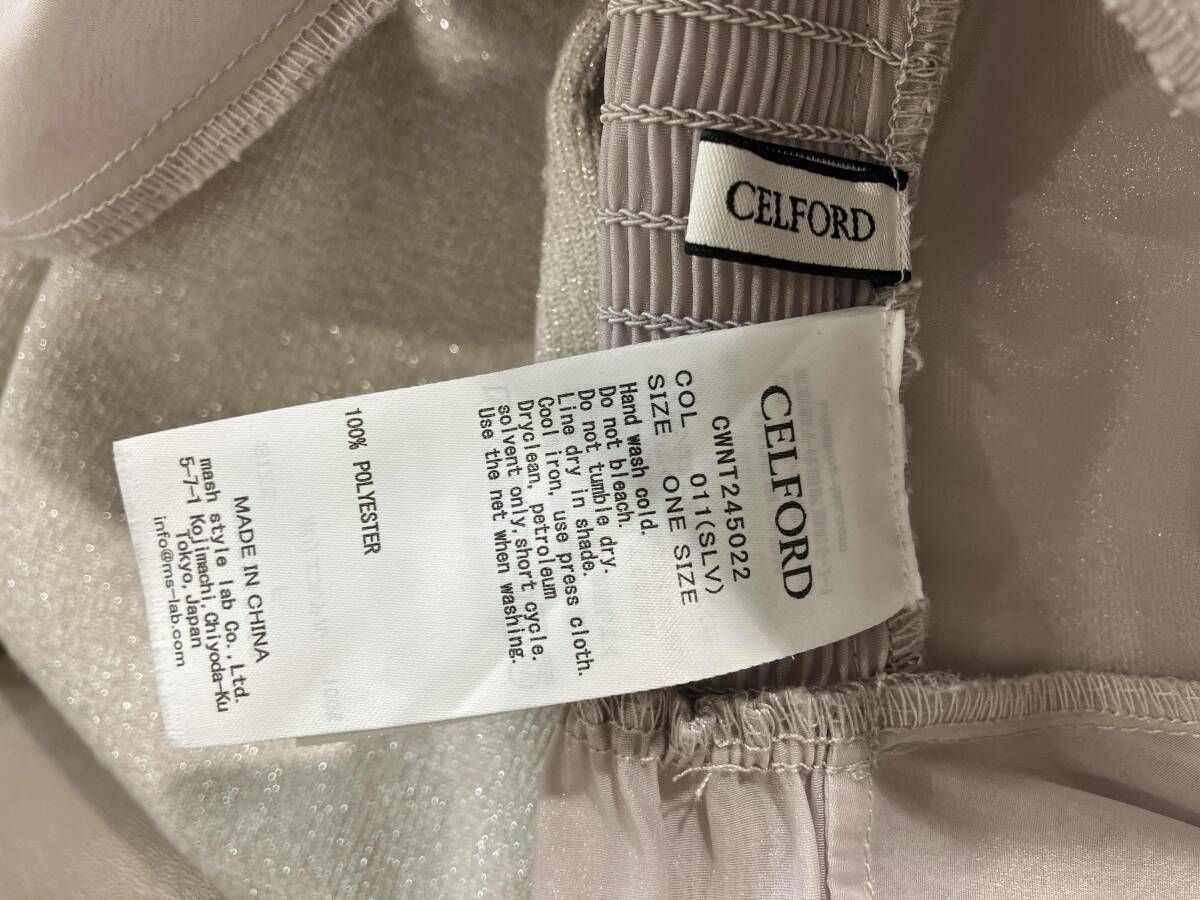 CELFORD
CELFORD
CWNT245022
COL 011(SLV)
SIZE ONE SIZE
Hand wash cold.
Do not bleach.
Do not tumble dry.
Line dry in shade.
Cool iron, use press cloth.
Dryclean, petroleum
solvent only, short cycle.
Use the net when washing.
100% POLYESTER
MADE IN CHINA
mash style lab Co., Ltd.
5-7-1 Kojimachi, Chiyoda-Ku
Tokyo, Japan
info@ms-lab.com